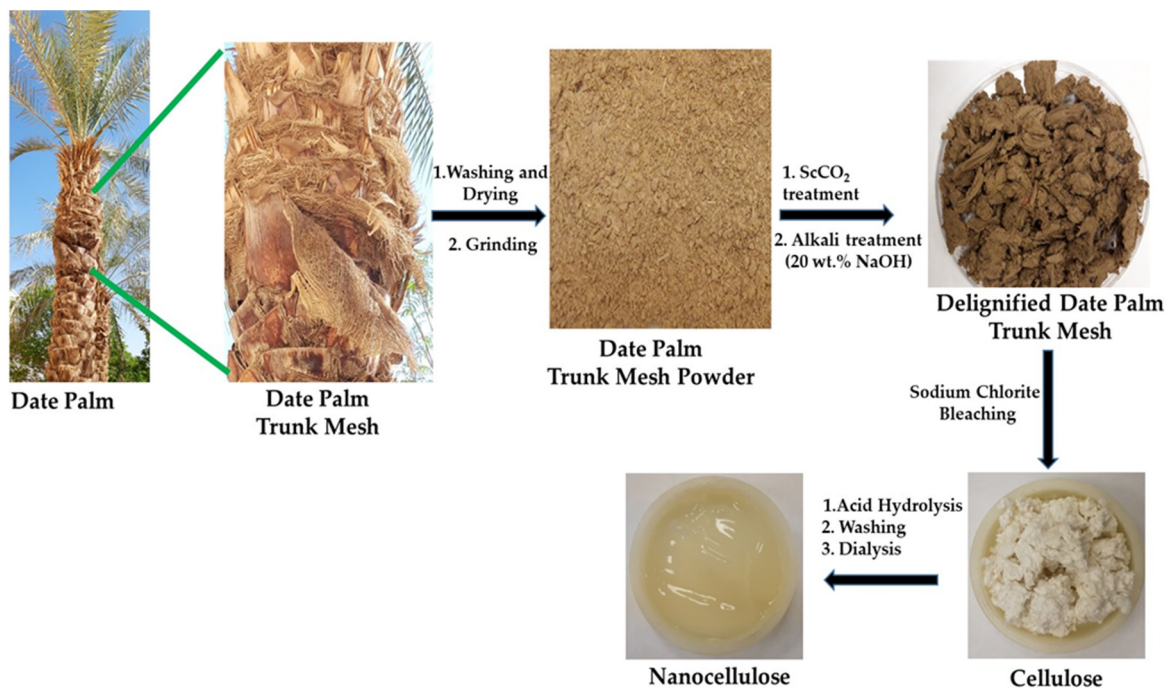 Date Palm
Date Palm
Trunk Mesh
1.Washing and
Drying
2. Grinding
Date Palm
Trunk Mesh Powder
1. ScCO₂
treatment
2. Alkali treatment
(20 wt.% NaOH)
Delignified Date Palm
Trunk Mesh
Sodium Chlorite
Bleaching
Cellulose
1.Acid Hydrolysis
2. Washing
3. Dialysis
Nanocellulose